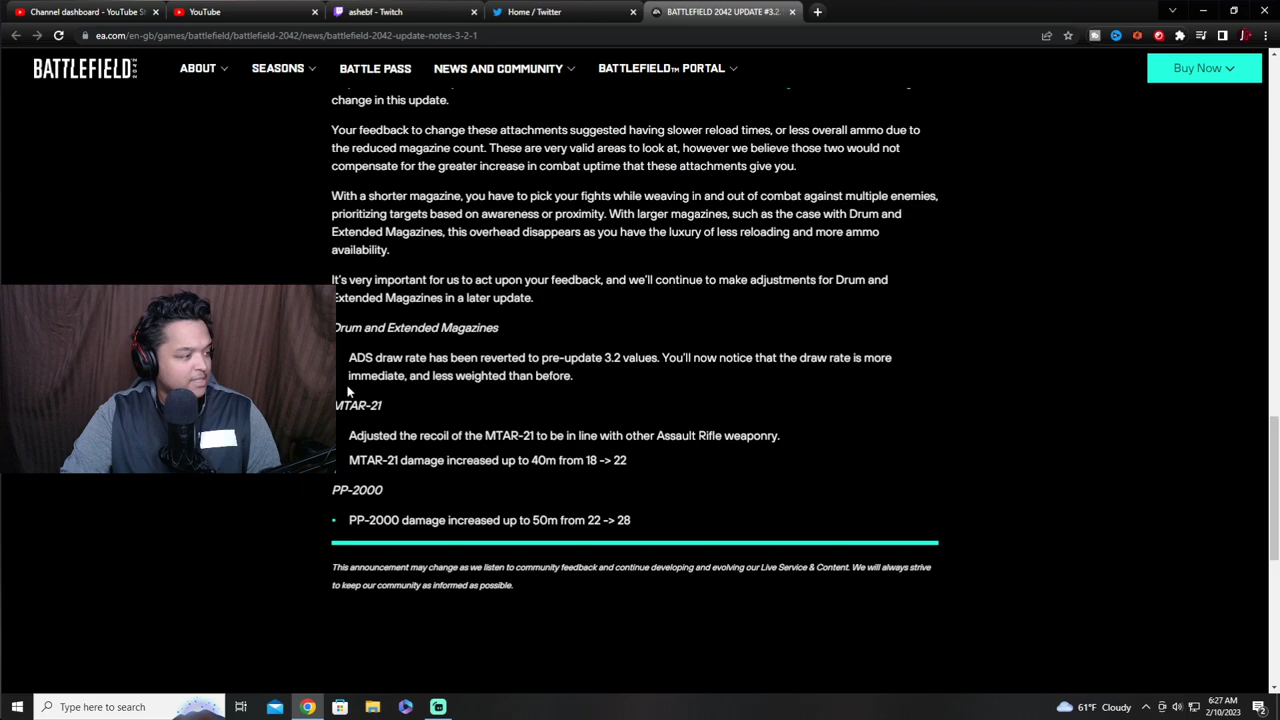 Channel dashboard - YouTube St
YouTube
ashebf - Twitch
Home / Twitter
BATTLEFIELD 2042 UPDATE #3.2.
ea.com/en-gb/games/battlefield/battlefield-2042/news/battlefield-2042-update-notes-3-2-1
BATTLEFIELD
ABOUT
SEASONS
BATTLE PASS
NEWS AND COMMUNITY
BATTLEFIELD™ PORTAL
Buy Now
change in this update.
Your feedback to change these attachments suggested having slower reload times, or less overall ammo due to
the reduced magazine count. These are very valid areas to look at, however we believe those two would not
compensate for the greater increase in combat uptime that these attachments give you.
With a shorter magazine, you have to pick your fights while weaving in and out of combat against multiple enemies,
prioritizing targets based on awareness or proximity. With larger magazines, such as the case with Drum and
Extended Magazines, this overhead disappears as you have the luxury of less reloading and more ammo
availability.
It's very important for us to act upon your feedback, and we'll continue to make adjustments for Drum and
Extended Magazines in a later update.
Drum and Extended Magazines
ADS draw rate has been reverted to pre-update 3.2 values. You'll now notice that the draw rate is more
immediate, and less weighted than before.
MTAR-21
Adjusted the recoil of the MTAR-21 to be in line with other Assault Rifle weaponry.
MTAR-21 damage increased up to 40m from 18 -> 22
PP-2000
• PP-2000 damage increased up to 50m from 22 -> 28
This announcement may change as we listen to community feedback and continue developing and evolving our Live Service & Content. We will always strive
to keep our community as informed as possible.
Type here to search
61°F Cloudy
6:27 AM
2/10/2023
2